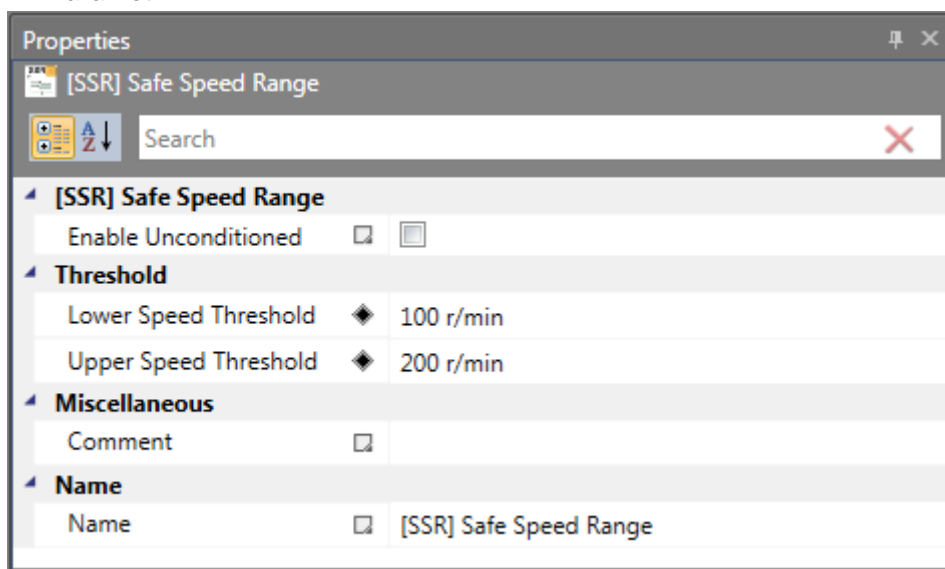 Properties
[SSR] Safe Speed Range
Search
[SSR] Safe Speed Range
Enable Unconditioned
Threshold
Lower Speed Threshold 100 r/min
Upper Speed Threshold 200 r/min
Miscellaneous
Comment
Name
Name [SSR] Safe Speed Range